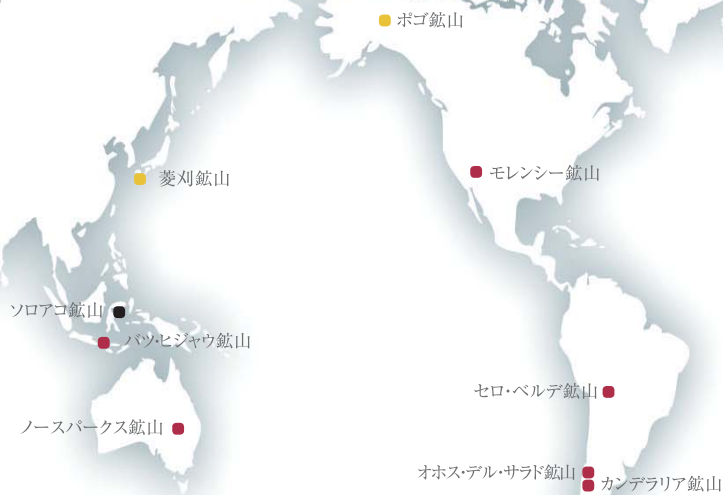 ポゴ鉱山
モレンシー鉱山
菱刈鉱山
ソロアコ鉱山
バツ・ヒジャウ鉱山
セロ・ベルデ鉱山
ノースパークス鉱山
オホス・デル・サラド鉱山
カンデラリア鉱山